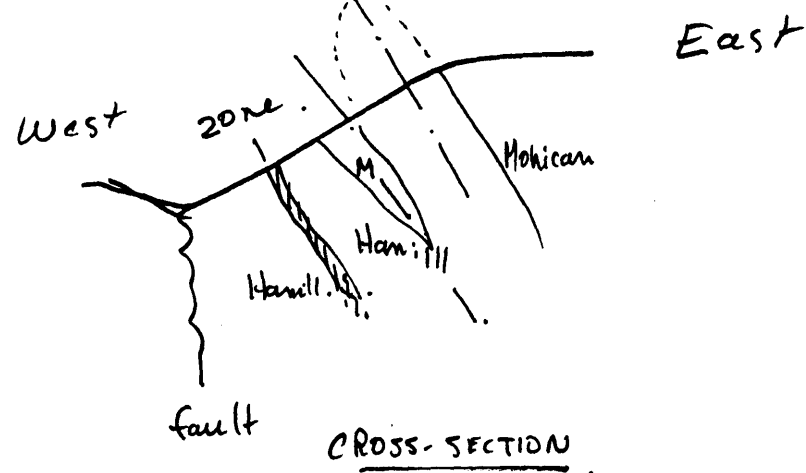 East
West
zone.
Mohican
M
Hamill
Hamill.
fault
CROSS-SECTION